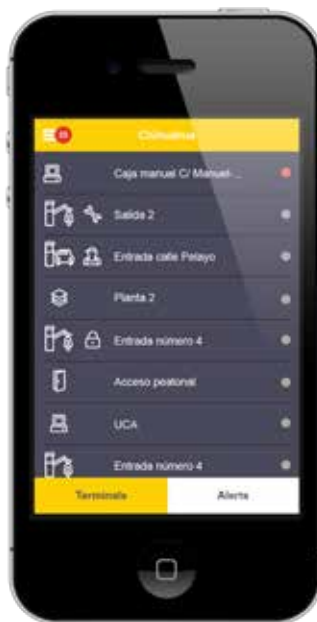 Chihuahua
Caja manual C/ Manuel-...
Salida 2
Entrada calle Pelayo
Planta 2
Entrada número 4
Acceso peatonal
UCA
Entrada número 4
Terminals Alerts